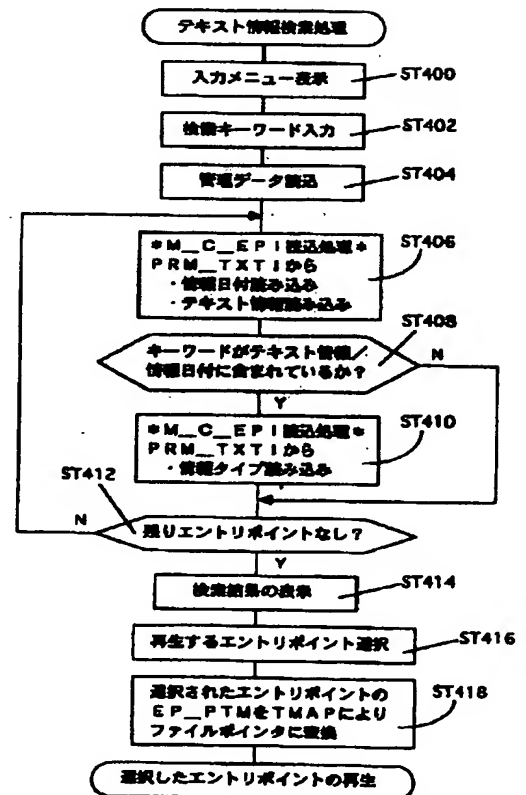 テキスト情報検索処理
入力メニュー表示
ST400
検索キーワード入力
ST402
管理データ読込
ST404
*M__C__EPI読込処理*
PRM__TXTIから
・情報日付読み込み
・テキスト情報読み込み
ST406
ST408
キーワードがテキスト情報/
情報日付に含まれているか?
N
Y
*M__C__EPI読込処理*
PRM__TXTIから
・情報タイプ読み込み
ST410
ST412
N
残りエントリポイントなし?
Y
検索結果の表示
ST414
再生するエントリポイント選択
ST416
選択されたエントリポイントの
EP__PTMをTMAPにより
ファイルポインタに変換
ST418
選択したエントリポイントの再生